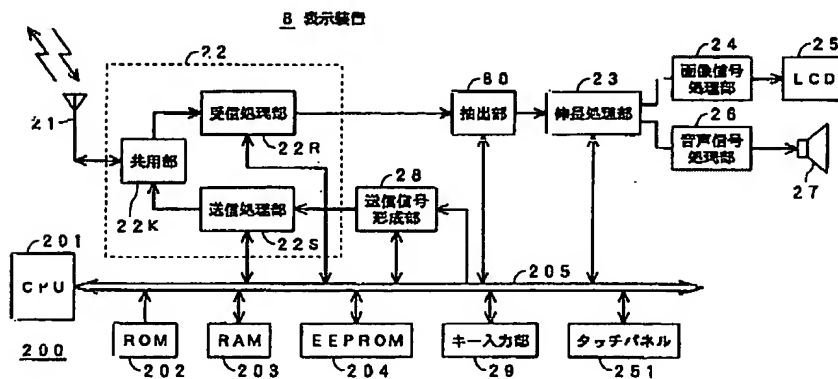 8 表示装置
22
21
受信処理部
22R
共用部
22K
送信処理部
22S
28
送信信号
形成部
80
抽出部
23
伸長処理部
24
画像信号
処理部
25
LCD
26
音声信号
処理部
27
201
CPU
200
205
ROM
202
RAM
203
EEPROM
204
キー入力部
29
タッチパネル
251